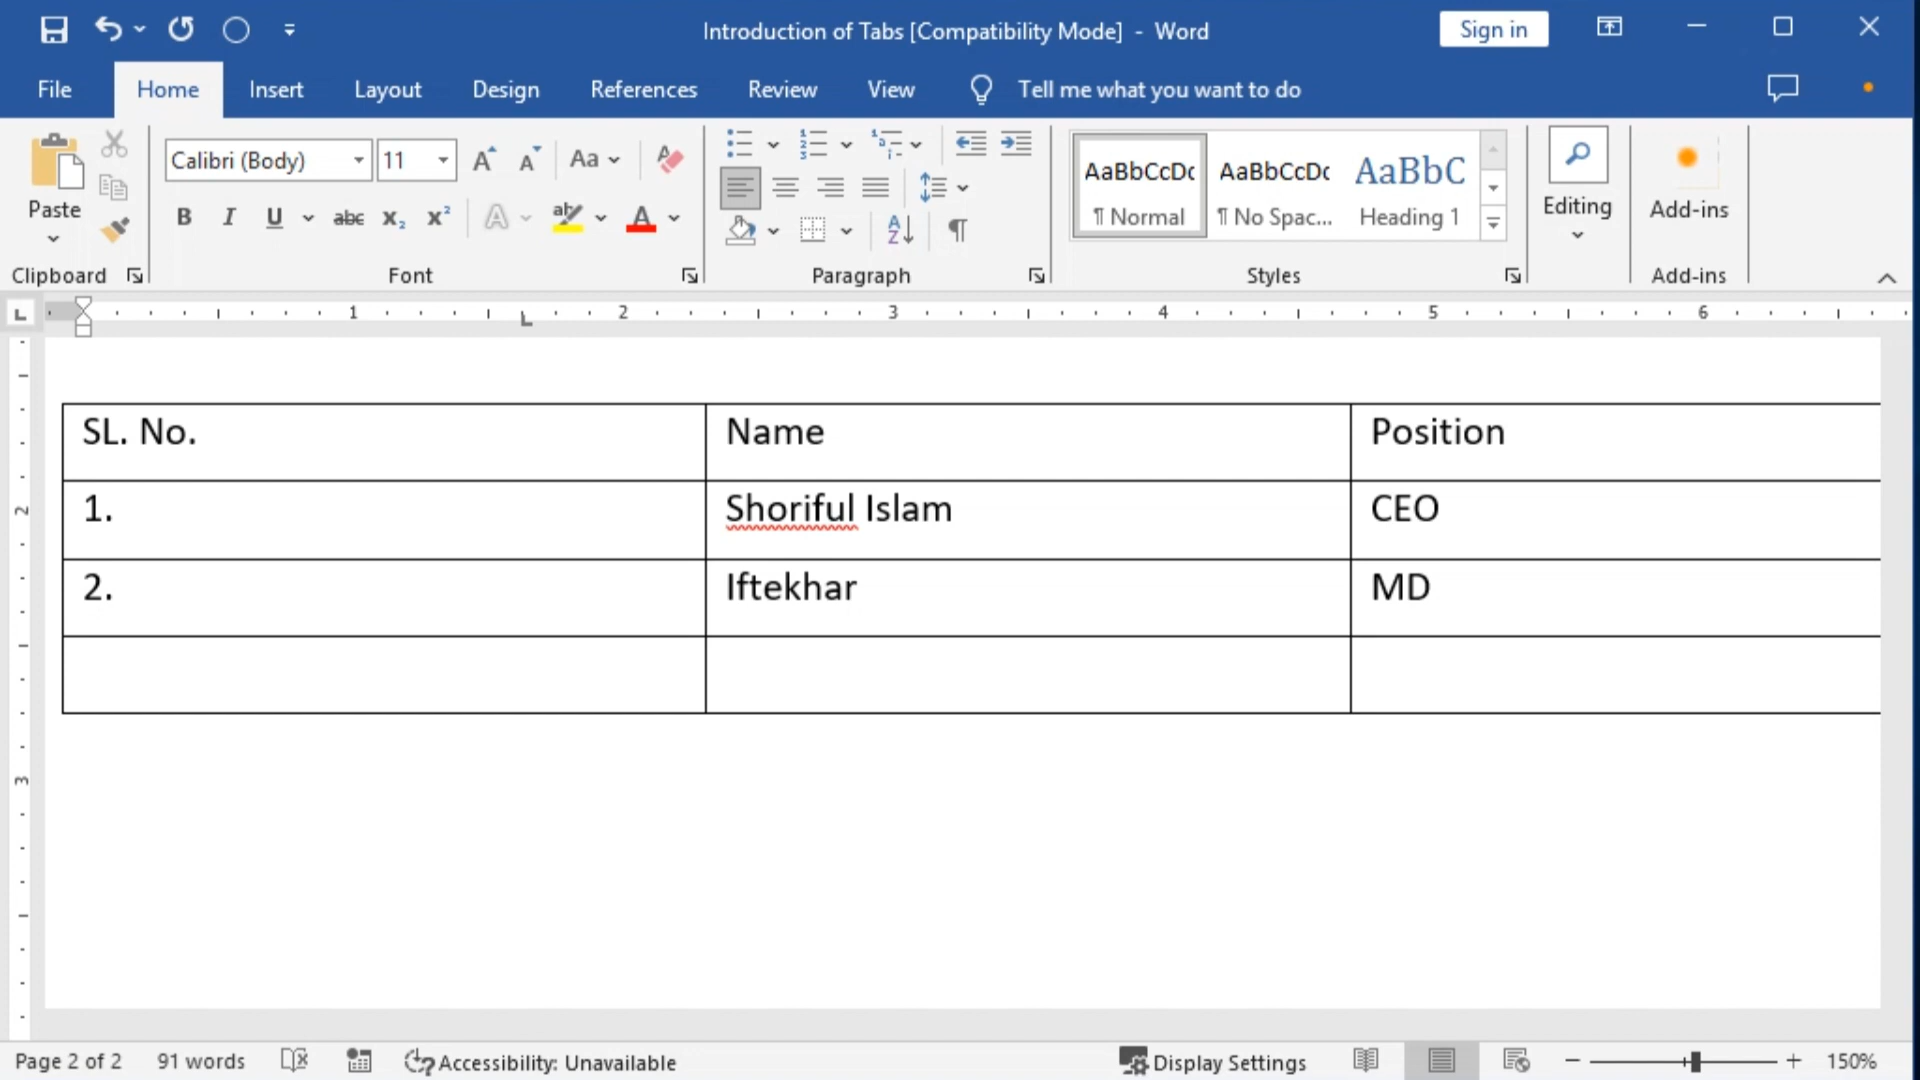 Introduction of Tabs [Compatibility Mode] - Word
Sign in
File Home Insert Layout Design References Review View Tell me what you want to do
Paste
Clipboard
Calibri (Body) 11 A A Aa
B I U abc x₂ x² A ab A
Font
Paragraph
AaBbCcDc AaBbCcDc AaBbC
¶ Normal ¶ No Spac... Heading 1
Styles
Editing
Add-ins
Add-ins
1 2 3 4 5 6
2
3
SL. No. Name Position
1. Shoriful Islam CEO
2. Iftekhar MD
Page 2 of 2 91 words Accessibility: Unavailable Display Settings 150%